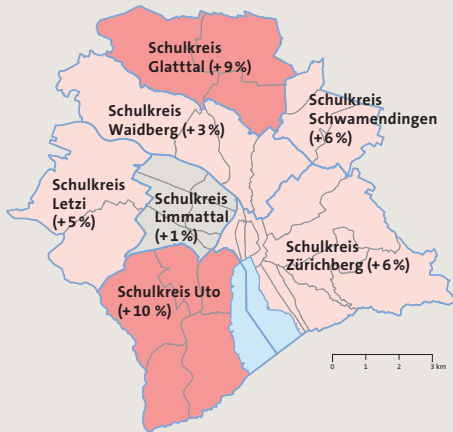 Schulkreis
Glatttal (+9 %)
Schulkreis
Waidberg (+3 %)
Schulkreis
Schwamendingen
(+6 %)
Schulkreis
Letzi
(+5 %)
Schulkreis
Limmattal
(+1 %)
Schulkreis
Zürichberg (+6 %)
Schulkreis Uto
(+10 %)
0 1 2 3 km